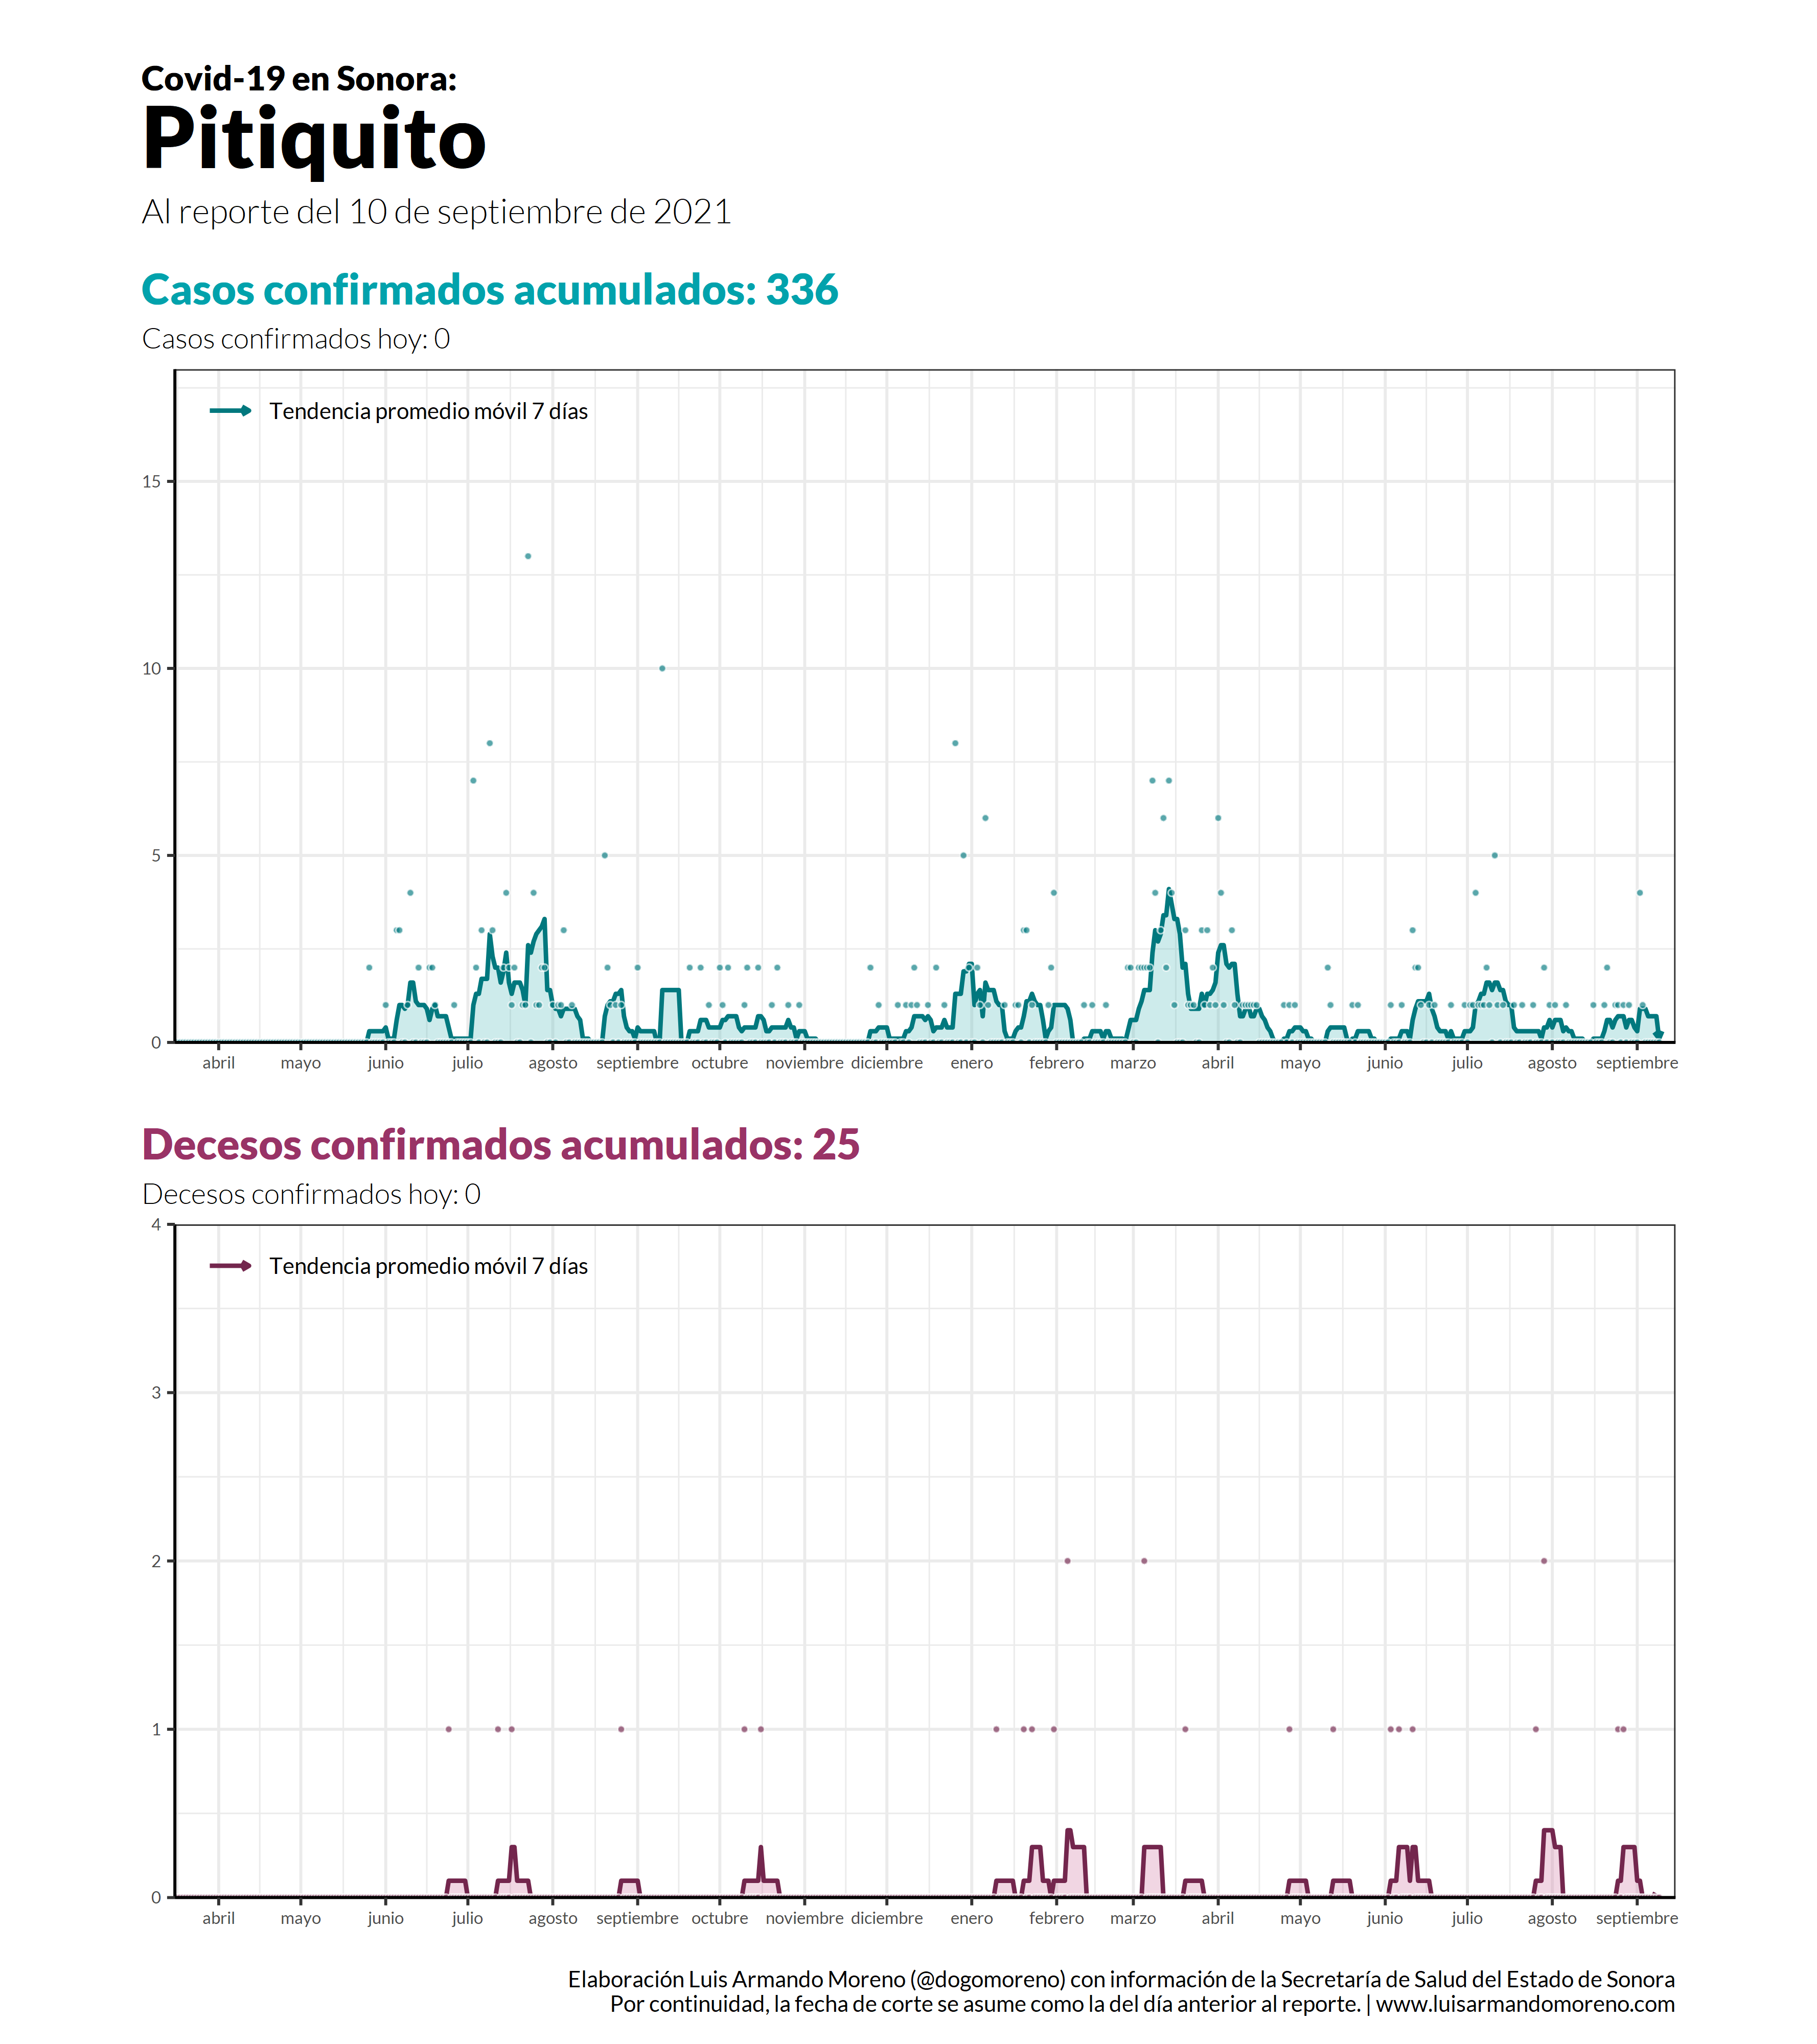 Covid-19 en Sonora:
Pitiquito
Al reporte del 10 de septiembre de 2021
Casos confirmados acumulados: 336
Casos confirmados hoy: 0
Tendencia promedio móvil 7 días
15
10
5
0
abril mayo junio julio agosto septiembre octubre noviembre diciembre enero febrero marzo abril mayo junio julio agosto septiembre
Decesos confirmados acumulados: 25
Decesos confirmados hoy: 0
4
Tendencia promedio móvil 7 días
3
2
1
0
abril mayo junio julio agosto septiembre octubre noviembre diciembre enero febrero marzo abril mayo junio julio agosto septiembre
Elaboración Luis Armando Moreno (@dogomoreno) con información de la Secretaría de Salud del Estado de Sonora
Por continuidad, la fecha de corte se asume como la del día anterior al reporte. | www.luisarmandomoreno.com